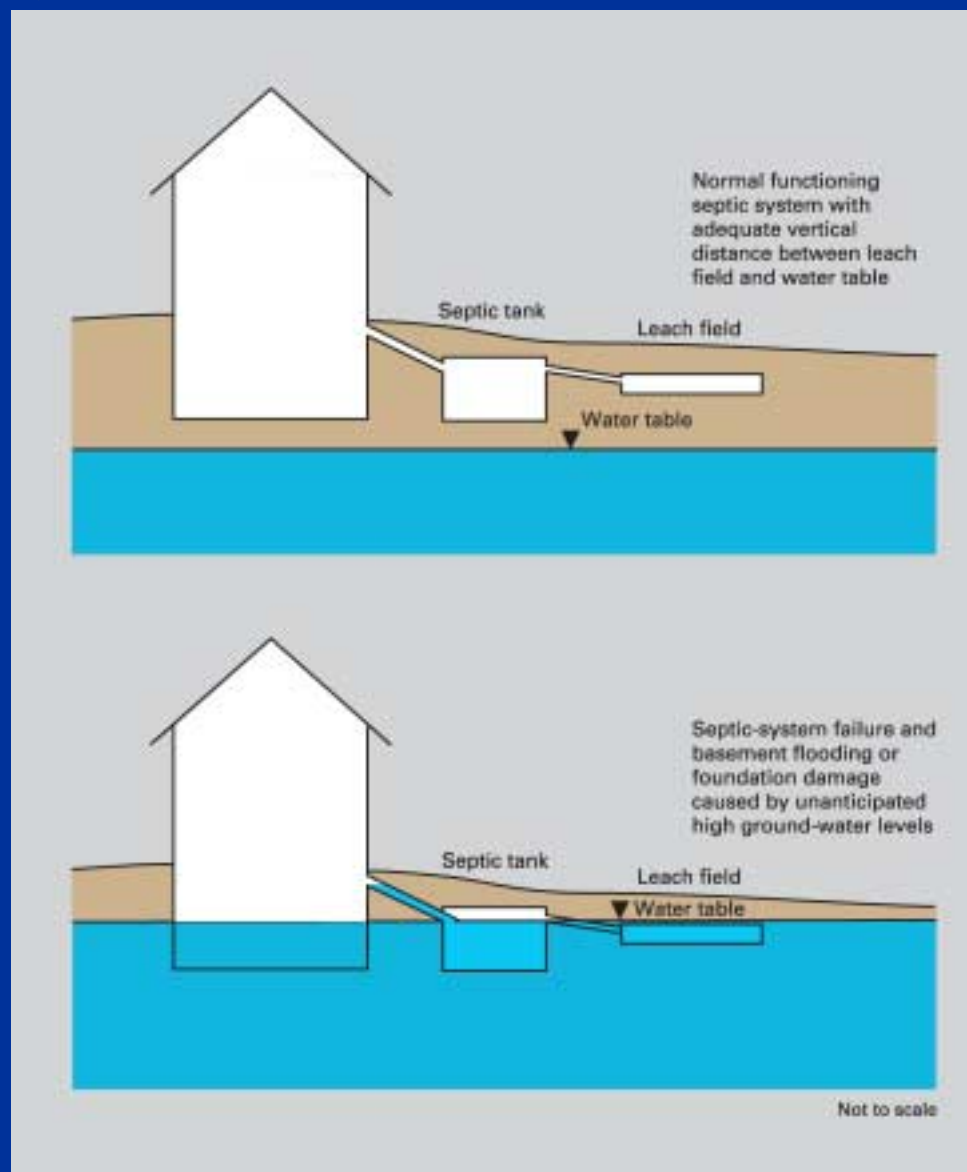 Normal functioning
septic system with
adequate vertical
distance between leach
field and water table
Septic tank
Leach field
Water table
Septic-system failure and
basement flooding or
foundation damage
caused by unanticipated
high ground-water levels
Septic tank
Leach field
Water table
Not to scale